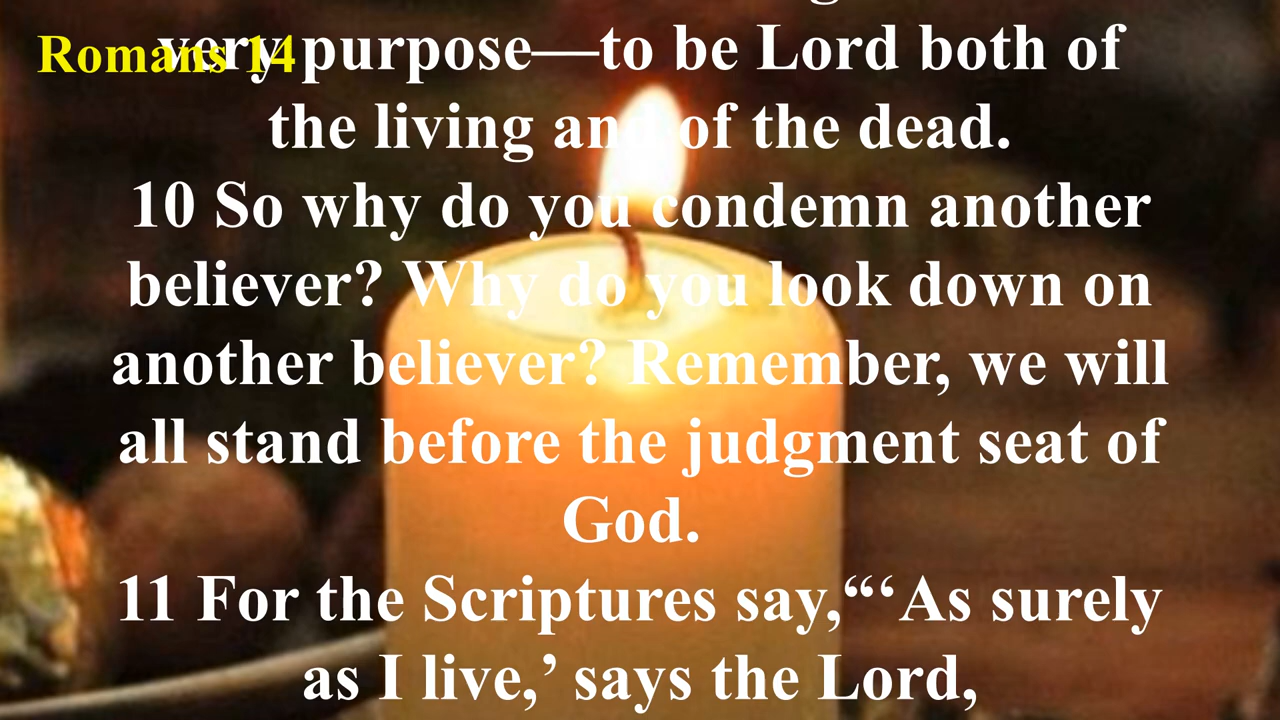 Romans 14
very purpose—to be Lord both of
the living and of the dead.
10 So why do you condemn another
believer? Why do you look down on
another believer? Remember, we will
all stand before the judgment seat of
God.
11 For the Scriptures say,“‘As surely
as I live,’ says the Lord,